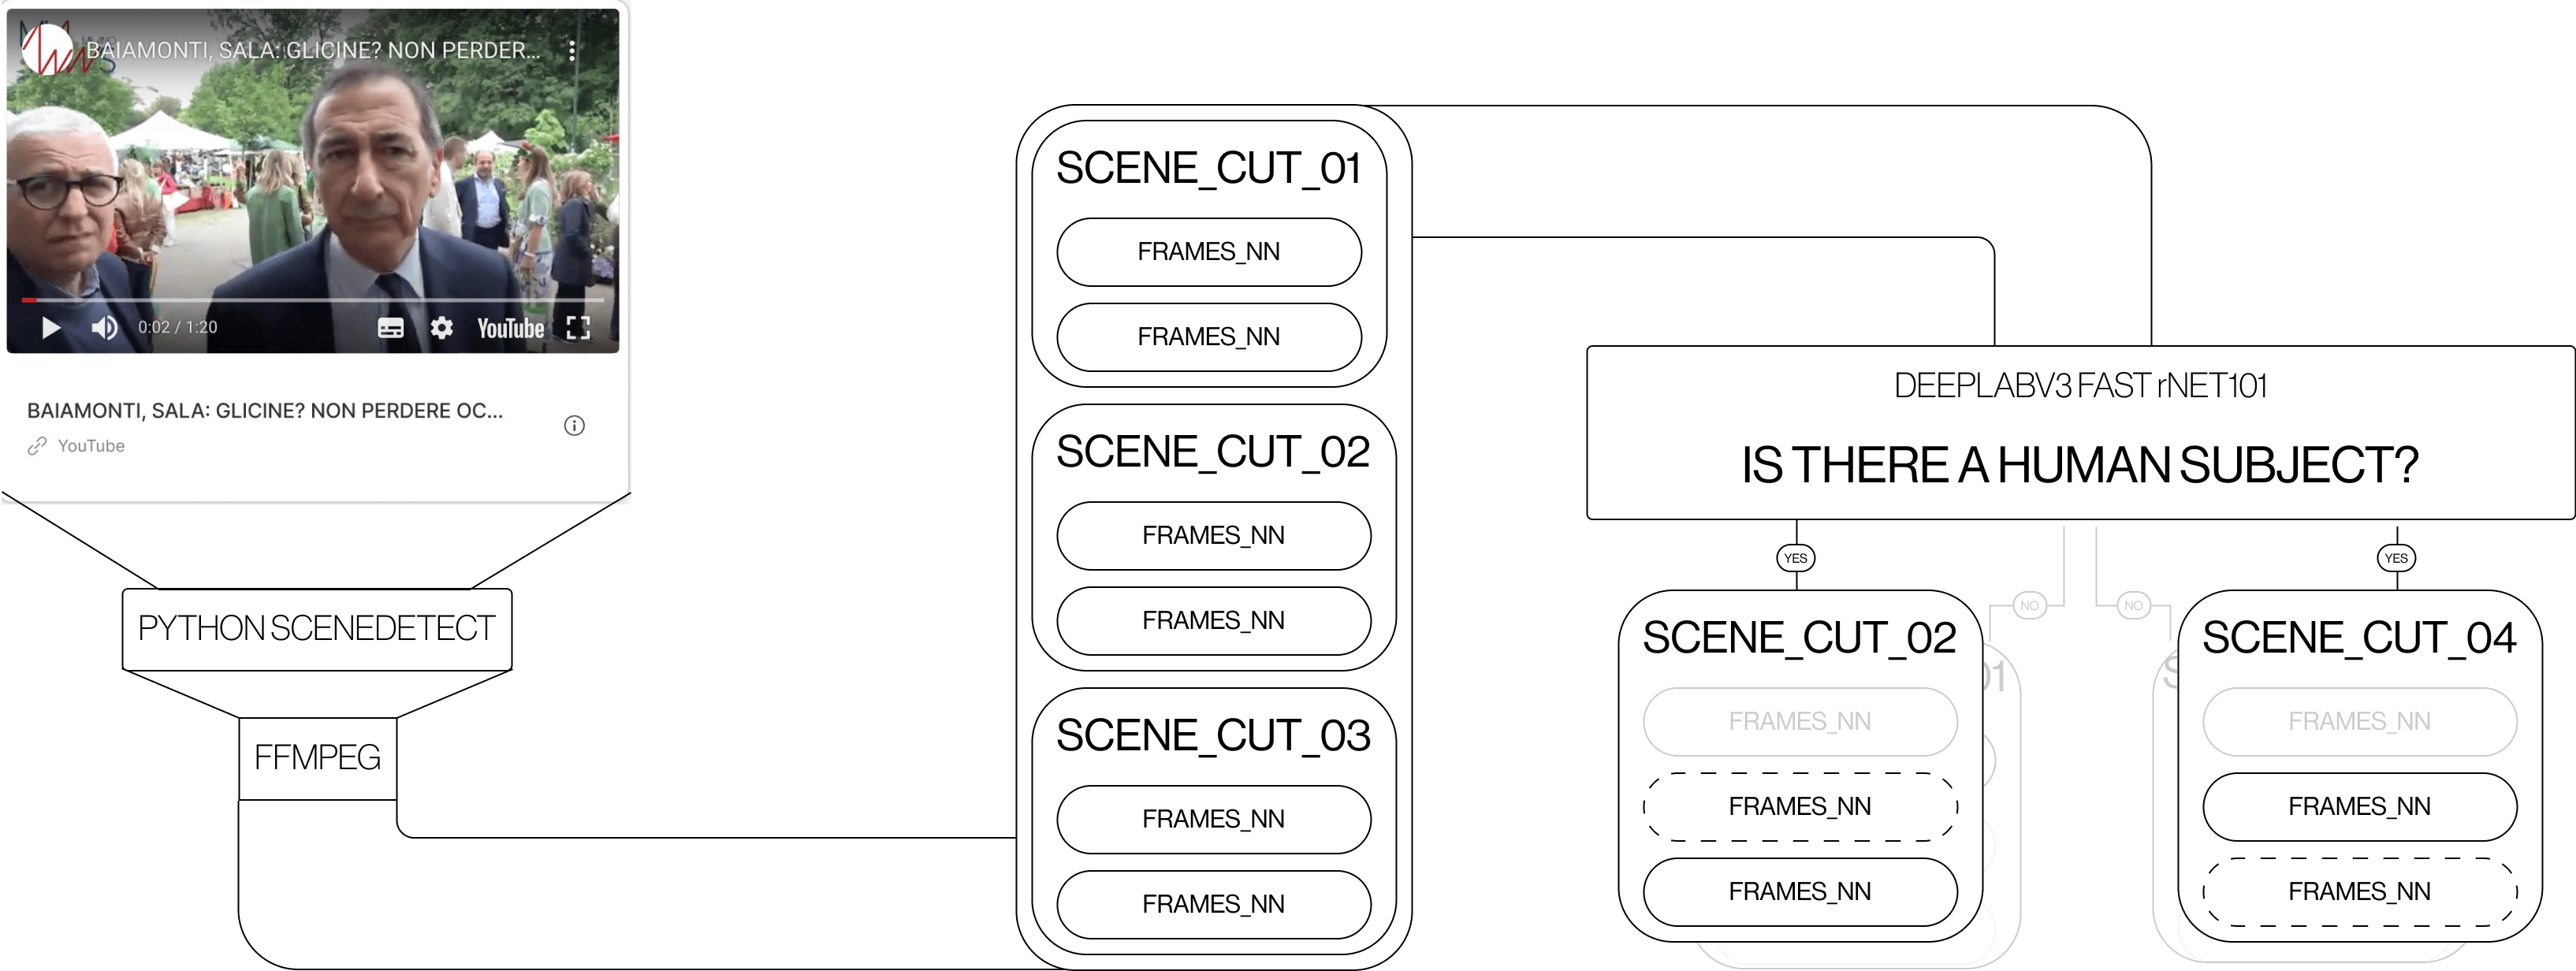 BAIAMONTI, SALA: GLICINE? NON PERDER...
0:02 / 1:20
YouTube
BAIAMONTI, SALA: GLICINE? NON PERDERE OC...
YouTube
PYTHON SCENEDETECT
FFMPEG
SCENE_CUT_01
FRAMES_NN
FRAMES_NN
SCENE_CUT_02
FRAMES_NN
FRAMES_NN
SCENE_CUT_03
FRAMES_NN
FRAMES_NN
DEEPLABV3 FAST rNET101
IS THERE A HUMAN SUBJECT?
YES
NO
NO
YES
SCENE_CUT_02
FRAMES_NN
FRAMES_NN
FRAMES_NN
01
S
SCENE_CUT_04
FRAMES_NN
FRAMES_NN
FRAMES_NN